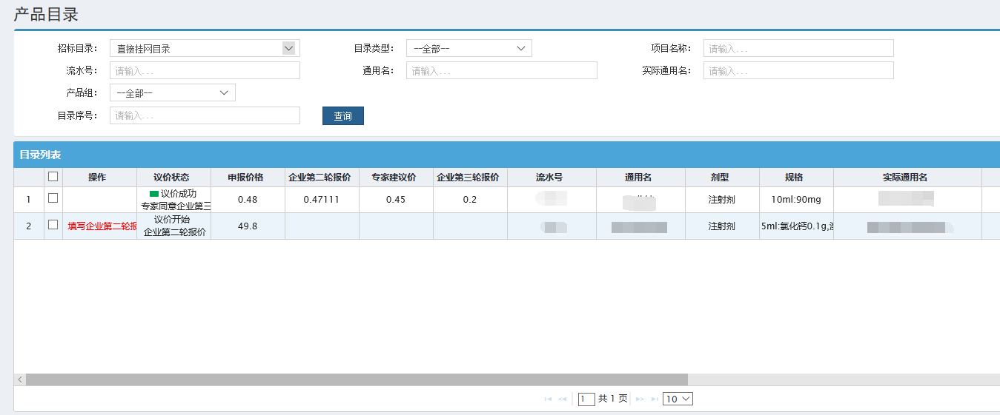 产品目录
招标目录： 直接挂网目录 目录类型： --全部-- 项目名称： 请输入...
流水号： 请输入... 通用名： 请输入... 实际通用名： 请输入...
产品组： --全部--
目录序号： 请输入... 查询
目录列表
操作 议价状态 申报价格 企业第二轮报价 专家建议价 企业第三轮报价 流水号 通用名 剂型 规格 实际通用名
1 议价成功 专家同意企业第三 0.48 0.47111 0.45 0.2 注射剂 10ml:90mg
2 填写企业第二轮报 议价开始 企业第二轮报价 49.8 注射剂 5ml:氯化钙0.1g,
1 共 1 页 10